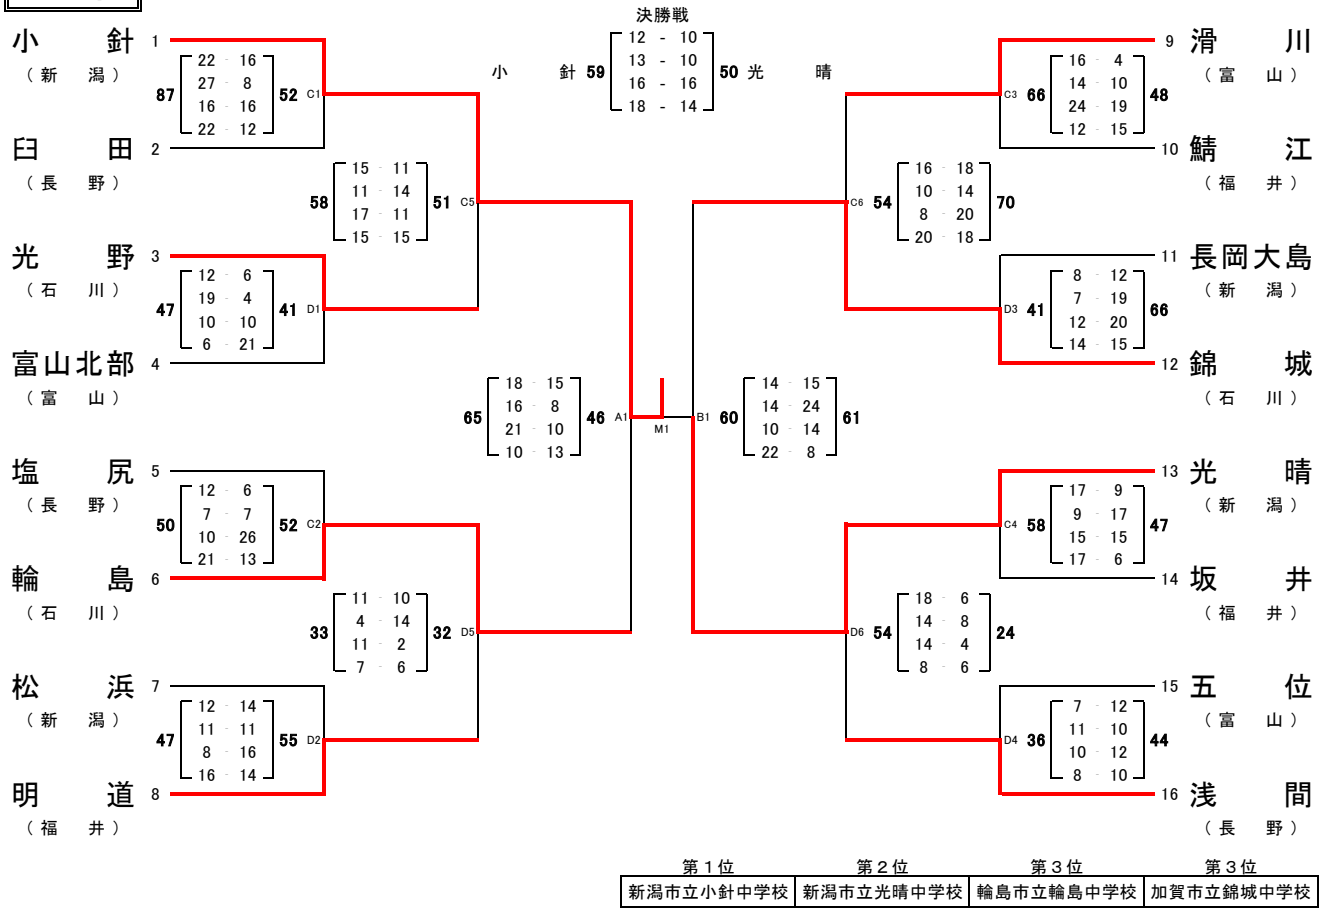 決勝戦
小 針 59 12 - 10 50 光 晴
13 - 10
16 - 16
18 - 14
小 針 1
（新 潟）
87 22 - 16 52 C1
27 - 8
16 - 16
22 - 12
臼 田 2
（長 野）
58 15 - 11 51 C5
11 - 14
17 - 11
15 - 15
光 野 3
（石 川）
47 12 - 6 41 D1
19 - 4
10 - 10
6 - 21
富山北部 4
（富 山）
65 18 - 15 46 A1
16 - 8
21 - 10
10 - 13
M1
塩 尻 5
（長 野）
50 12 - 6 52 C2
7 - 7
10 - 26
21 - 13
輪 島 6
（石 川）
33 11 - 10 32 D5
4 - 14
11 - 2
7 - 6
松 浜 7
（新 潟）
47 12 - 14 55 D2
11 - 11
8 - 16
16 - 14
明 道 8
（福 井）
9 滑 川
（富 山）
C3 66 16 - 4 48
14 - 10
24 - 19
12 - 15
10 鯖 江
（福 井）
C6 54 16 - 18 70
10 - 14
8 - 20
20 - 18
11 長岡大島
（新 潟）
D3 41 8 - 12 66
7 - 19
12 - 20
14 - 15
12 錦 城
（石 川）
B1 60 14 - 15 61
14 - 24
10 - 14
22 - 8
13 光 晴
（新 潟）
C4 58 17 - 9 47
9 - 17
15 - 15
17 - 6
14 坂 井
（福 井）
D6 54 18 - 6 24
14 - 8
14 - 4
8 - 6
15 五 位
（富 山）
D4 36 7 - 12 44
11 - 10
10 - 12
8 - 10
16 浅 間
（長 野）
第１位 第２位 第３位 第３位
新潟市立小針中学校 新潟市立光晴中学校 輪島市立輪島中学校 加賀市立錦城中学校